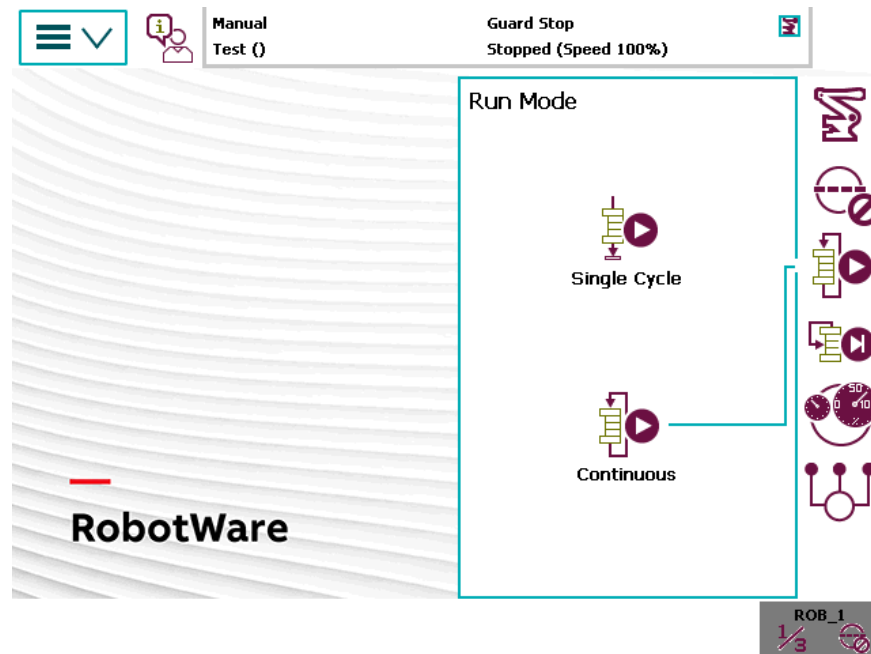 Manual
Test ()
Guard Stop
Stopped (Speed 100%)
Run Mode
Single Cycle
Continuous
RobotWare
ROB_1
1/3